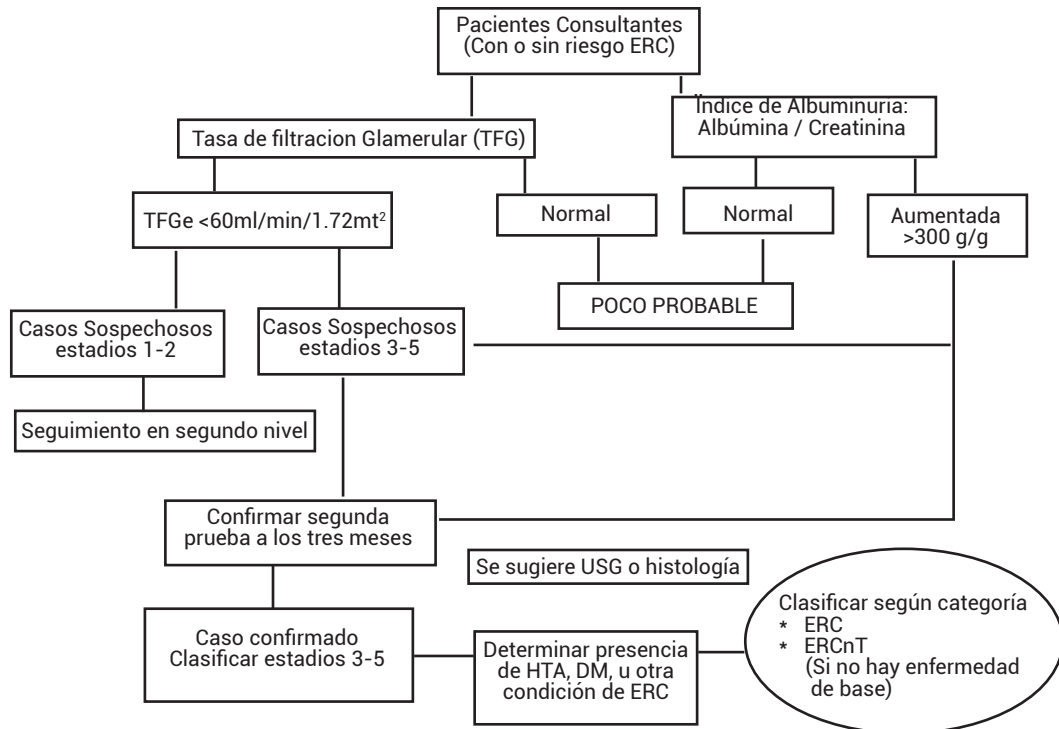 Pacientes Consultantes
(Con o sin riesgo ERC)
Tasa de filtracion Glamerular (TFG)
Índice de Albuminuria:
Albúmina / Creatinina
TFGe <60ml/min/1.72mt²
Normal
Normal
Aumentada
>300 g/g
POCO PROBABLE
Casos Sospechosos
estadios 1-2
Casos Sospechosos
estadios 3-5
Seguimiento en segundo nivel
Confirmar segunda
prueba a los tres meses
Se sugiere USG o histología
Caso confirmado
Clasificar estadios 3-5
Determinar presencia
de HTA, DM, u otra
condición de ERC
Clasificar según categoría
* ERC
* ERCnT
(Si no hay enfermedad
de base)